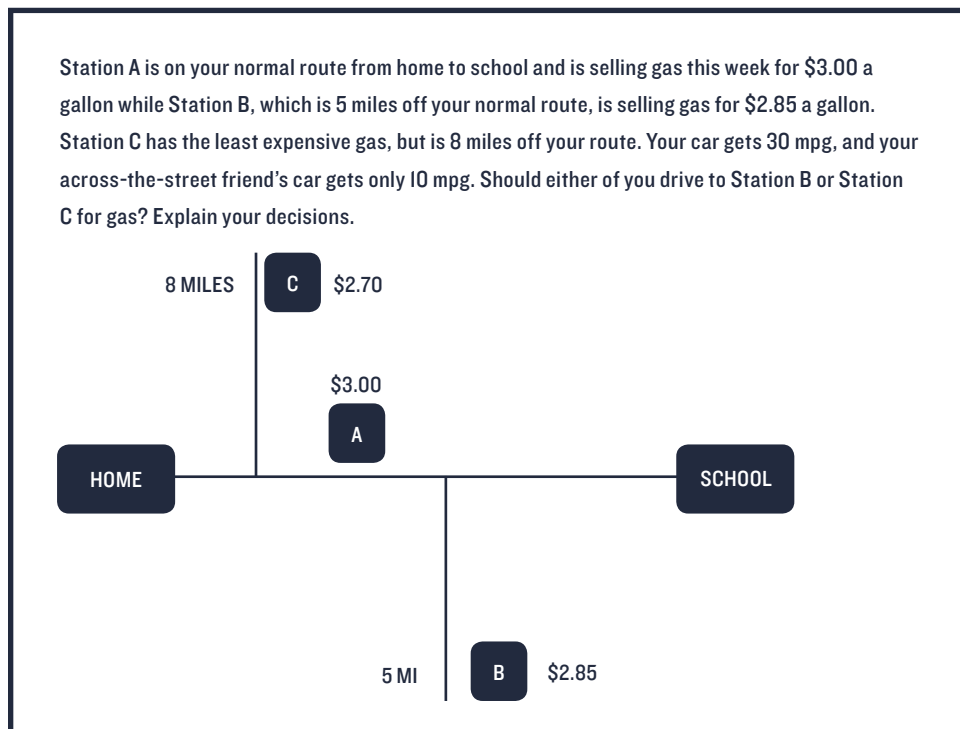 Station A is on your normal route from home to school and is selling gas this week for $3.00 a
gallon while Station B, which is 5 miles off your normal route, is selling gas for $2.85 a gallon.
Station C has the least expensive gas, but is 8 miles off your route. Your car gets 30 mpg, and your
across-the-street friend's car gets only 10 mpg. Should either of you drive to Station B or Station
C for gas? Explain your decisions.
8 MILES
C
$2.70
$3.00
A
HOME
SCHOOL
5 MI
B
$2.85